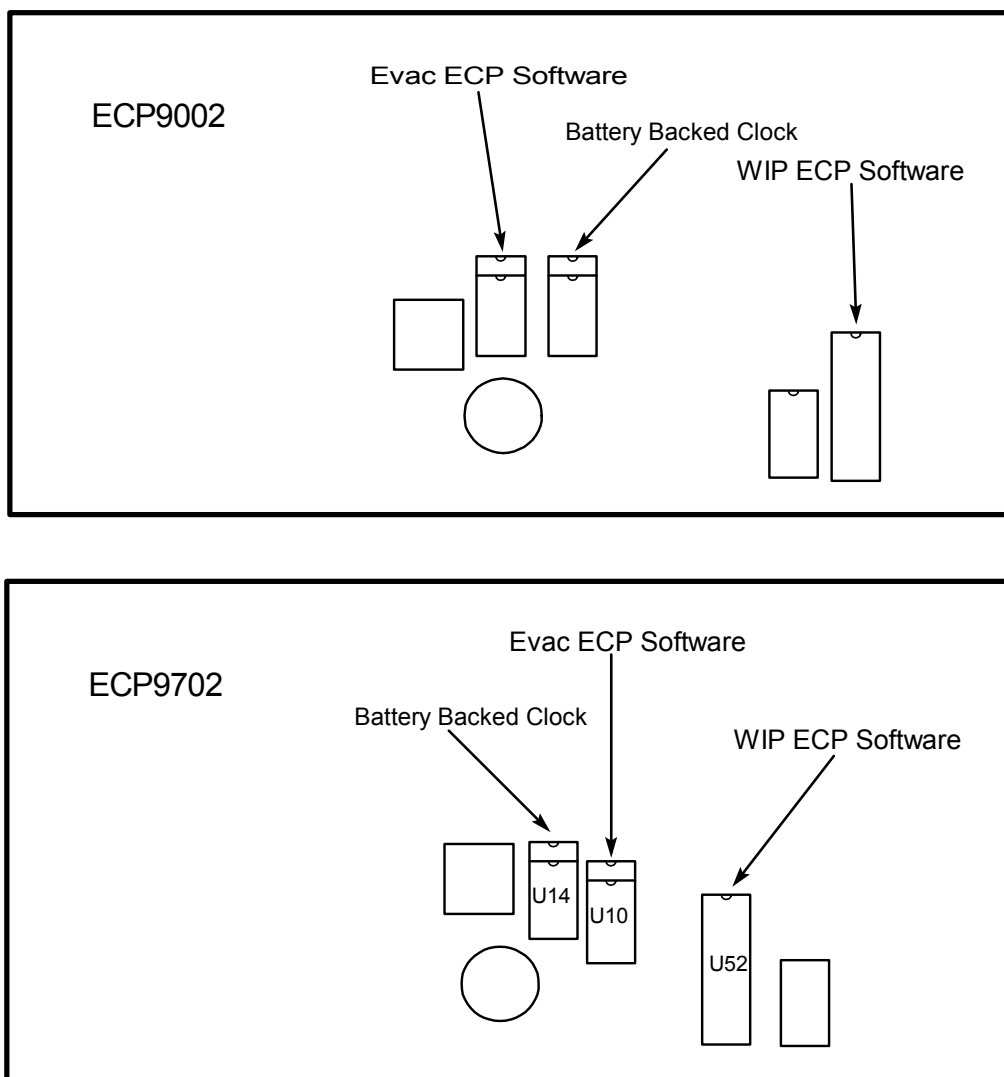 Evac ECP Software
ECP9002
Battery Backed Clock
WIP ECP Software
Evac ECP Software
ECP9702
Battery Backed Clock
WIP ECP Software
U14
U10
U52